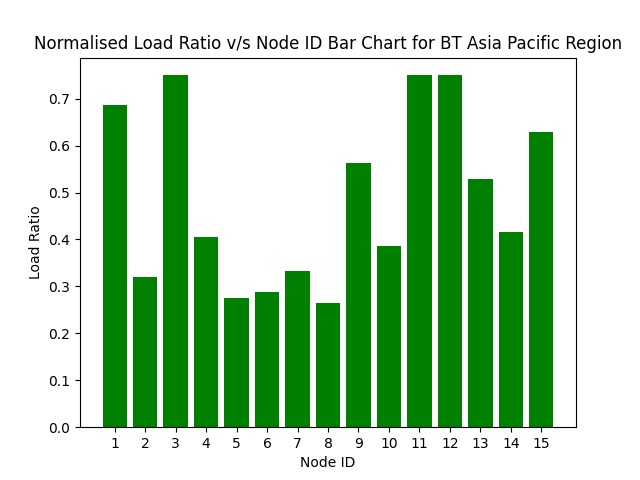 Normalised Load Ratio v/s Node ID Bar Chart for BT Asia Pacific Region
0.7
0.6
0.5
0.4
0.3
0.2
0.1
0.0
Load Ratio
1 2 3 4 5 6 7 8 9 10 11 12 13 14 15
Node ID